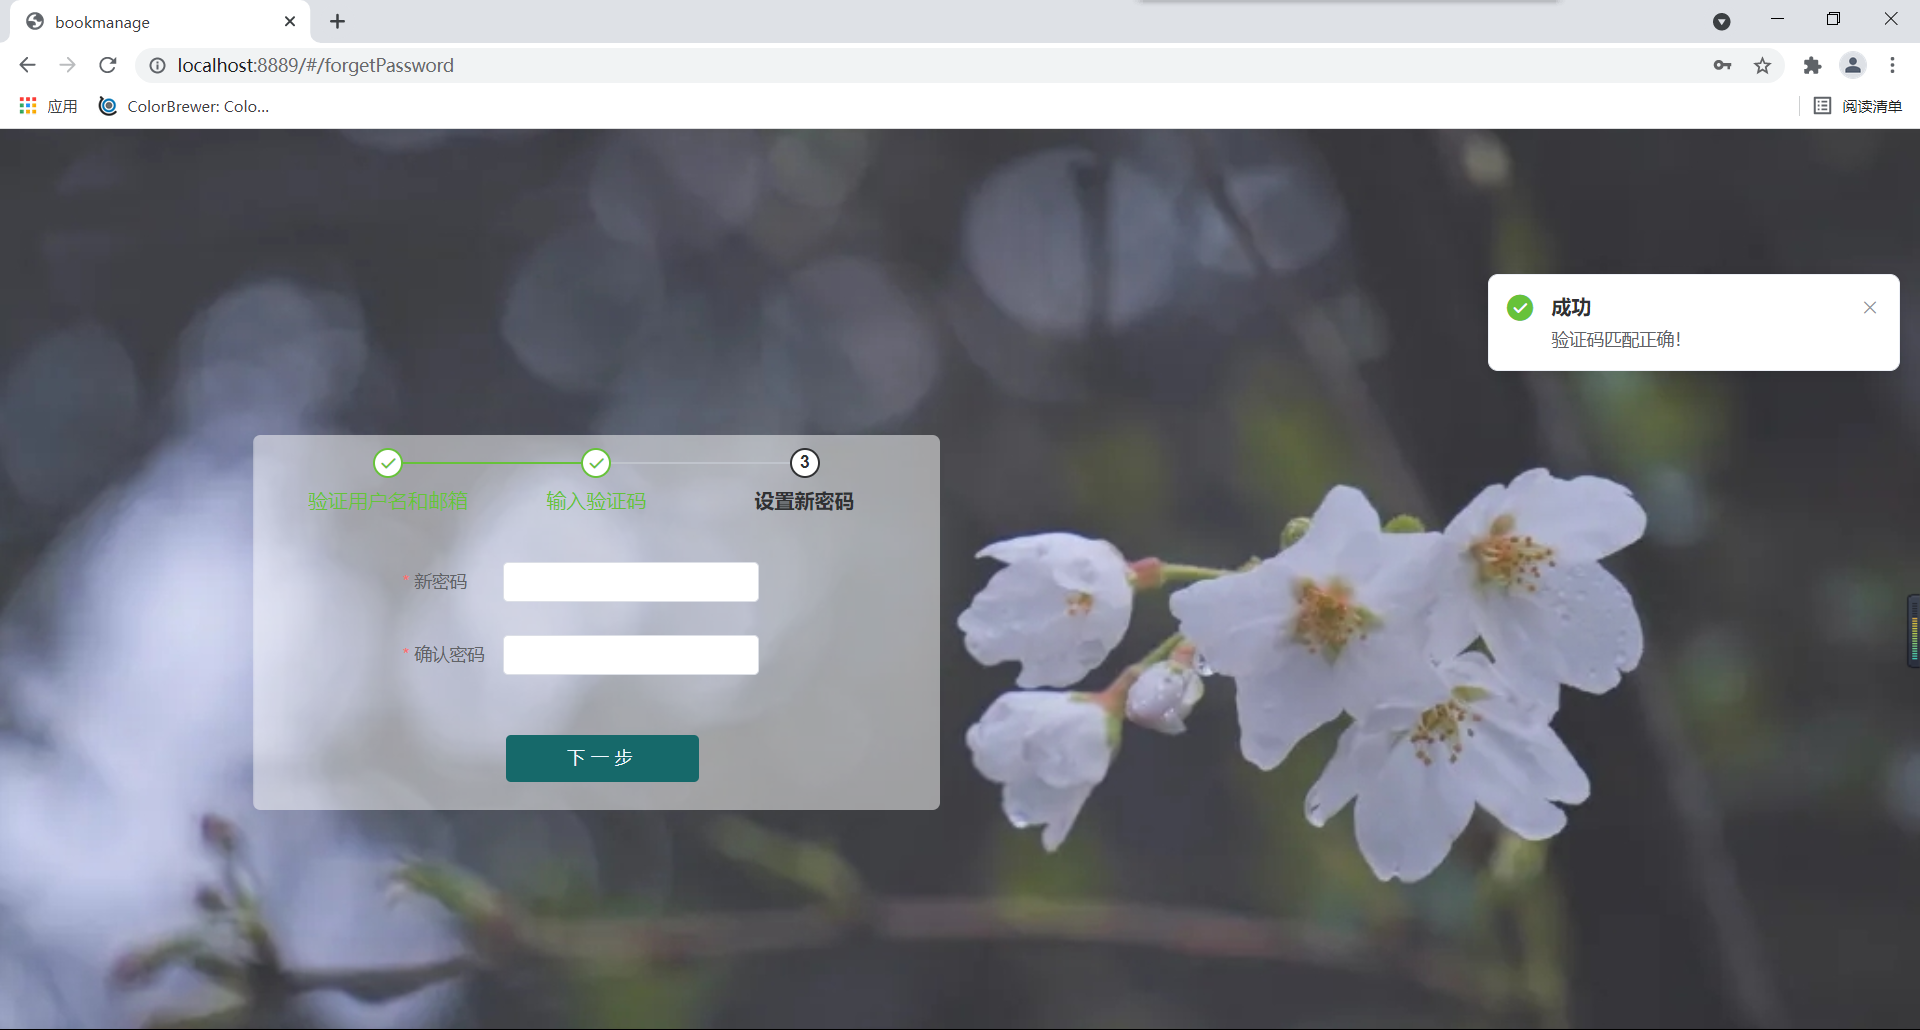 bookmanage
localhost:8889/#/forgetPassword
应用
ColorBrewer: Colo...
阅读清单
成功
验证码匹配正确!
3
验证用户名和邮箱
输入验证码
设置新密码
* 新密码
* 确认密码
下一步